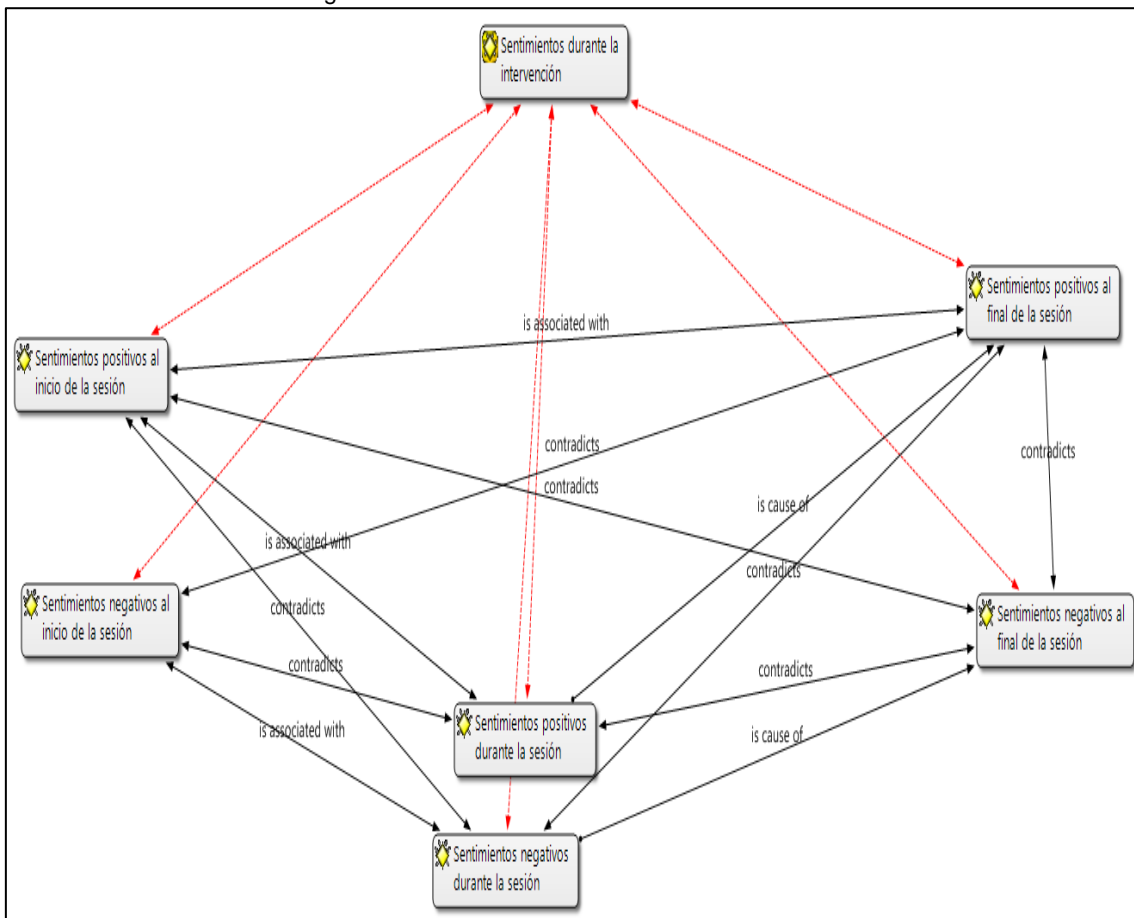 Sentimientos durante la
intervención
Sentimientos positivos al
final de la sesión
is associated with
Sentimientos positivos al
inicio de la sesión
contradicts
contradicts
contradicts
is cause of
is associated with
contradicts
contradicts
Sentimientos negativos al
inicio de la sesión
Sentimientos negativos al
final de la sesión
contradicts
contradicts
is associated with
is cause of
Sentimientos positivos
durante la sesión
Sentimientos negativos
durante la sesión